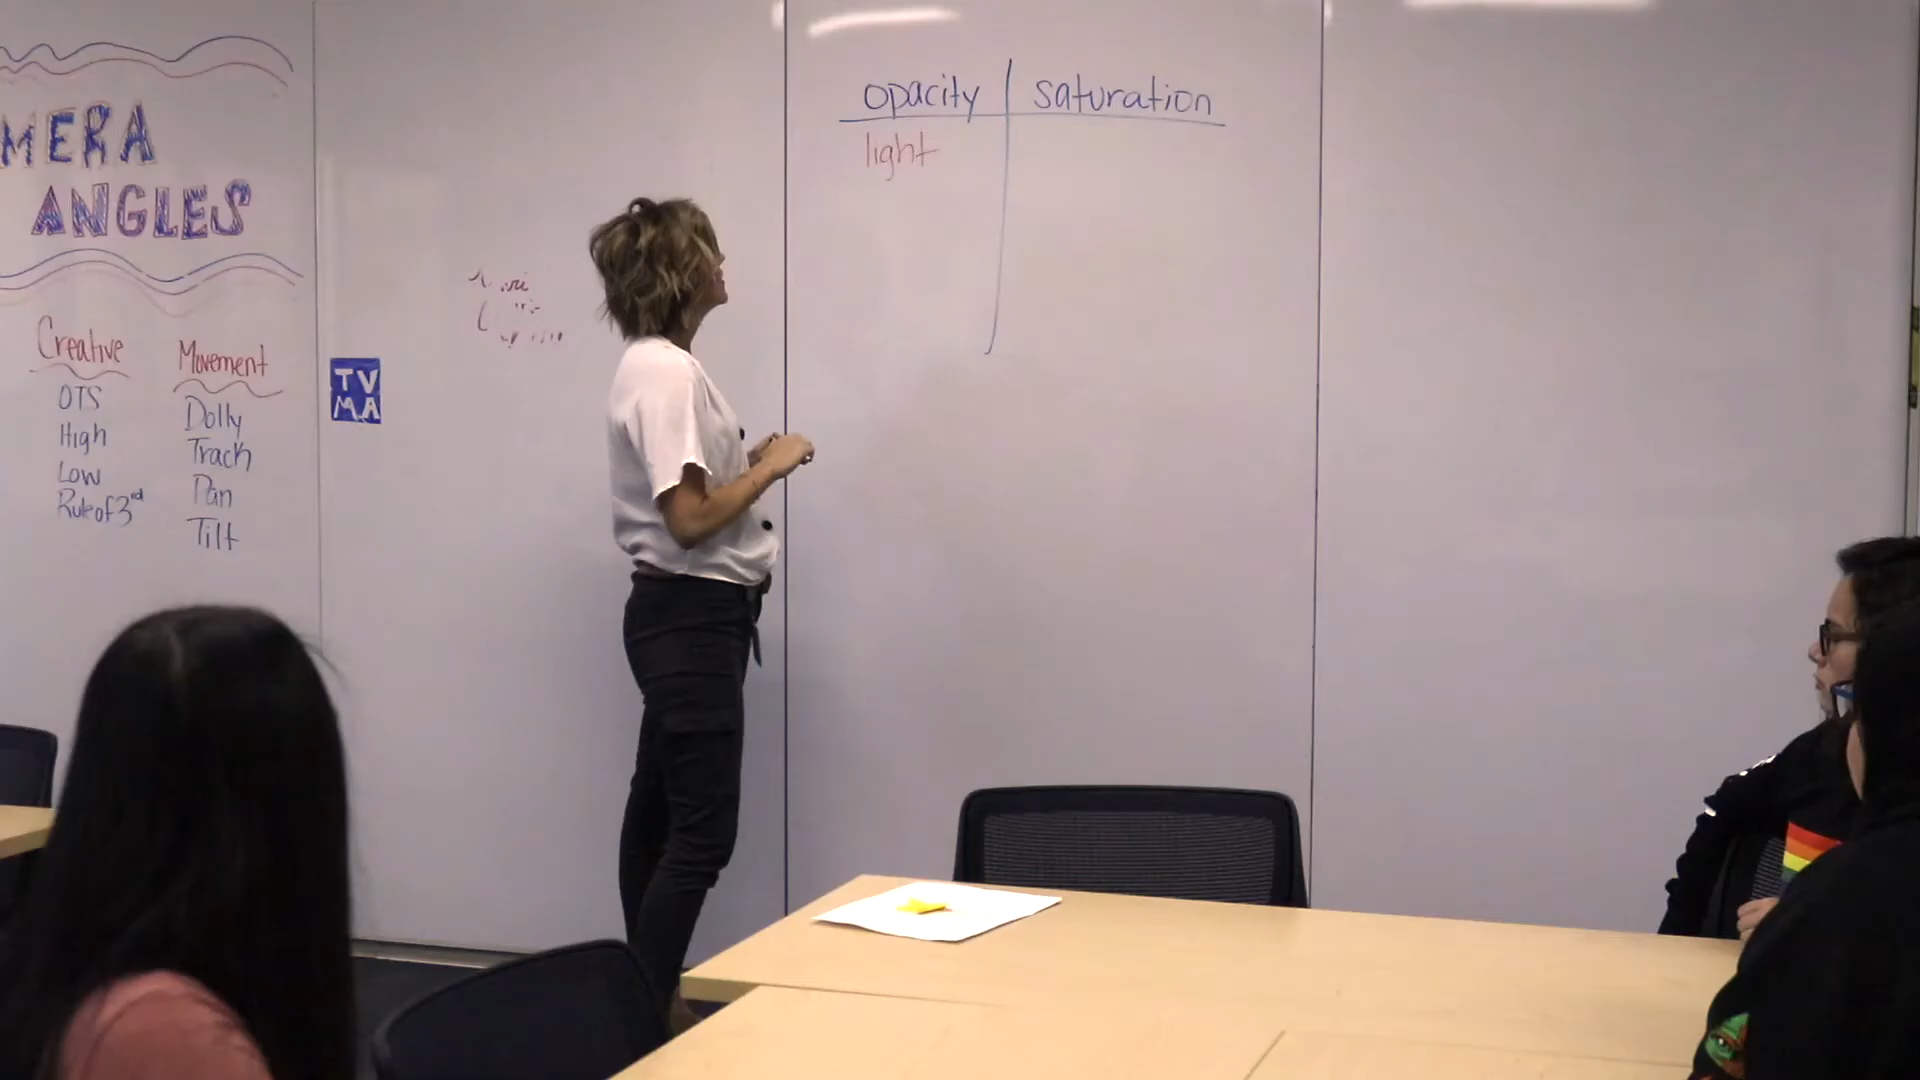 MERA
ANGLES
Creative
OTS
High
Low
Rule of 3rd
Movement
Dolly
Track
Pan
Tilt
TV
MA
opacity saturation
light